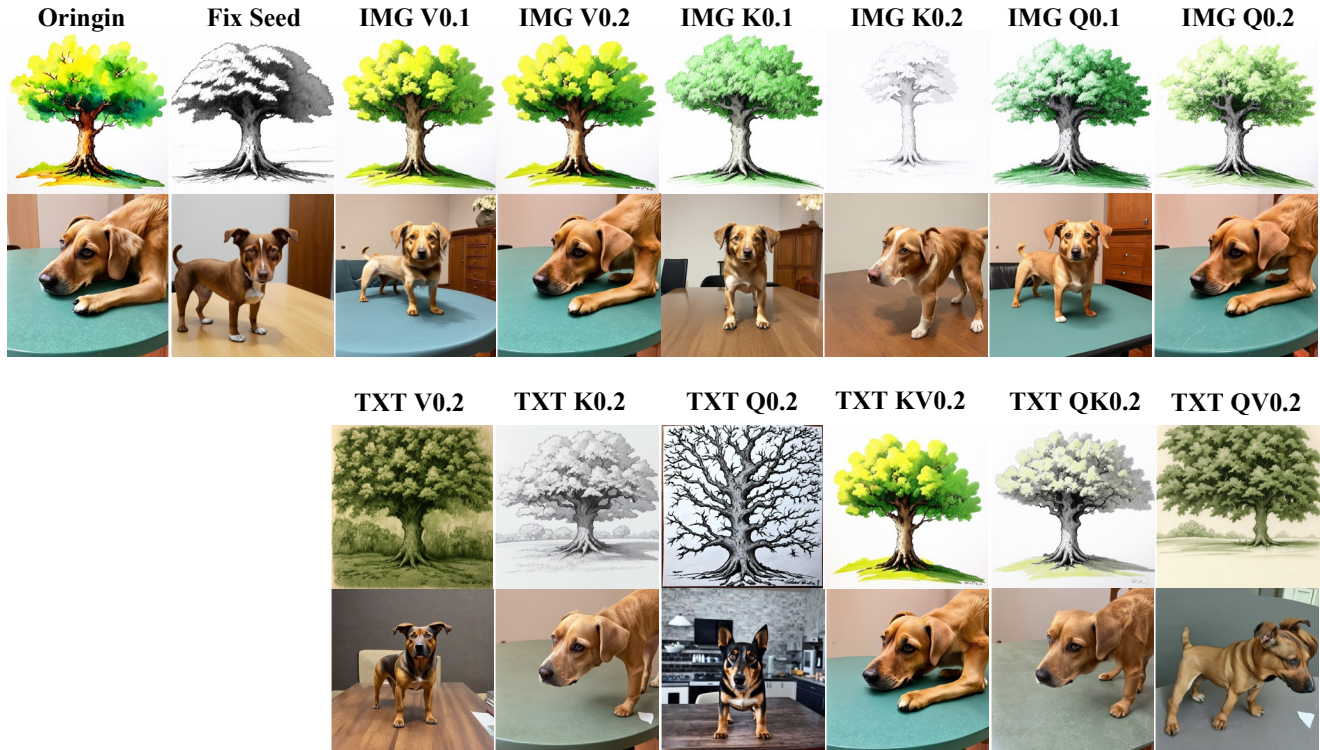 Oringin Fix Seed IMG V0.1 IMG V0.2 IMG K0.1 IMG K0.2 IMG Q0.1 IMG Q0.2
TXT V0.2 TXT K0.2 TXT Q0.2 TXT KV0.2 TXT QK0.2 TXT QV0.2